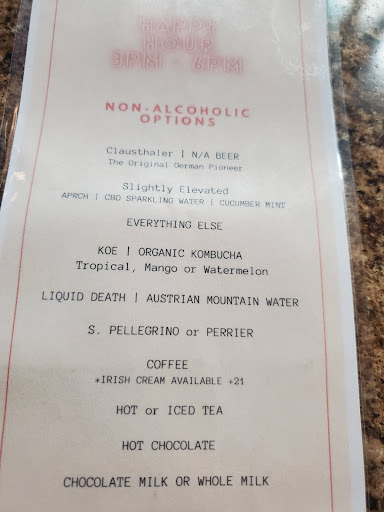 HAPPY
HOUR
3PM - 6PM
NON-ALCOHOLIC
OPTIONS
Clausthaler | N/A BEER
The Original German Pioneer
Slightly Elevated
APRCH | CBD SPARKLING WATER | CUCUMBER MINT
EVERYTHING ELSE
KOE | ORGANIC KOMBUCHA
Tropical, Mango or Watermelon
LIQUID DEATH | AUSTRIAN MOUNTAIN WATER
S. PELLEGRINO or PERRIER
COFFEE
*IRISH CREAM AVAILABLE +21
HOT or ICED TEA
HOT CHOCOLATE
CHOCOLATE MILK OR WHOLE MILK